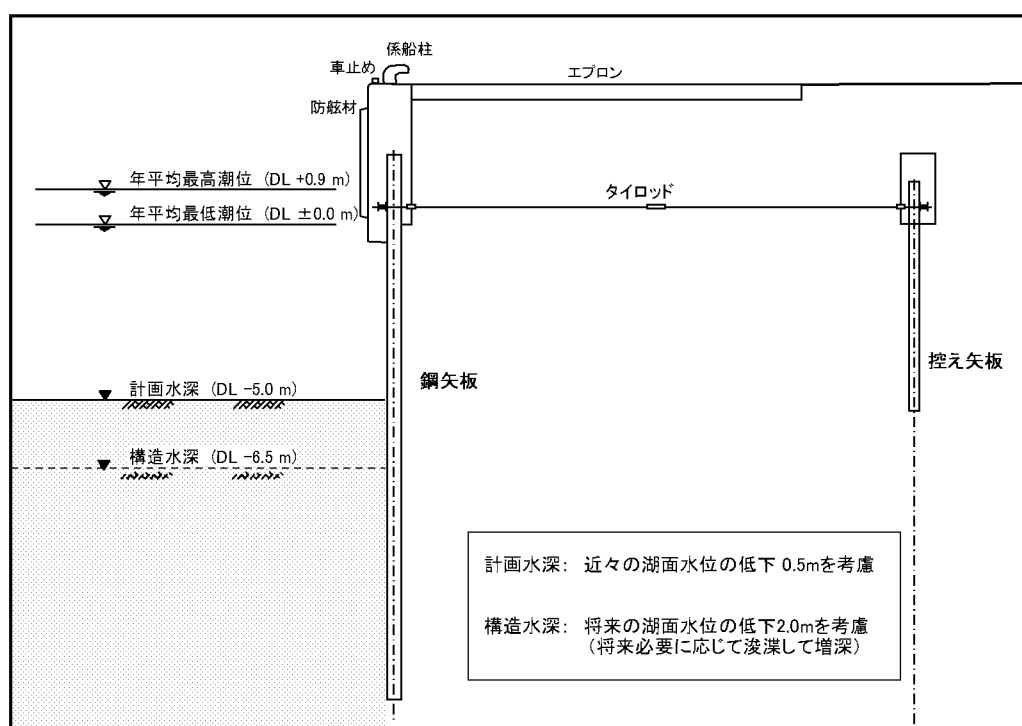 係船柱
車止め
エプロン
防舷材
年平均最高潮位 (DL +0.9 m)
タイロッド
年平均最低潮位 (DL ±0.0 m)
控え矢板
鋼矢板
計画水深 (DL -5.0 m)
構造水深 (DL -6.5 m)
計画水深: 近々の湖面水位の低下 0.5mを考慮
構造水深: 将来の湖面水位の低下2.0mを考慮
(将来必要に応じて浚渫して増深)